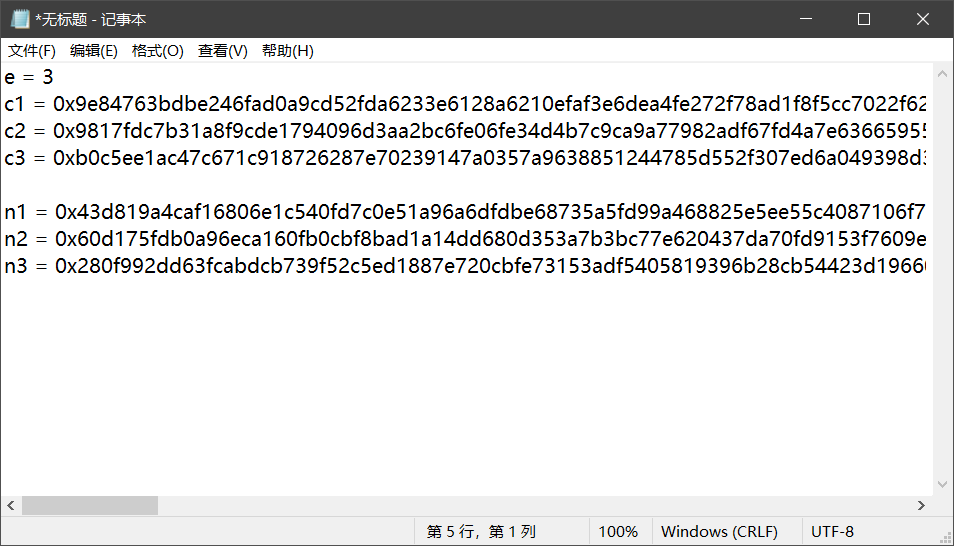 *无标题 - 记事本
文件(F) 编辑(E) 格式(O) 查看(V) 帮助(H)
e = 3
c1 = 0x9e84763bdbe246fad0a9cd52fda6233e6128a6210efaf3e6dea4fe272f78ad1f8f5cc7022f62
c2 = 0x9817fdc7b31a8f9cde1794096d3aa2bc6fe06fe34d4b7c9ca9a77982adf67fd4a7e63665955
c3 = 0xb0c5ee1ac47c671c918726287e70239147a0357a9638851244785d552f307ed6a049398d3
n1 = 0x43d819a4caf16806e1c540fd7c0e51a96a6dfdbe68735a5fd99a468825e5ee55c4087106f7
n2 = 0x60d175fdb0a96eca160fb0cbf8bad1a14dd680d353a7b3bc77e620437da70fd9153f7609e
n3 = 0x280f992dd63fcabdcb739f52c5ed1887e720cbfe73153adf5405819396b28cb54423d19660
第 5 行，第 1 列 100% Windows (CRLF) UTF-8